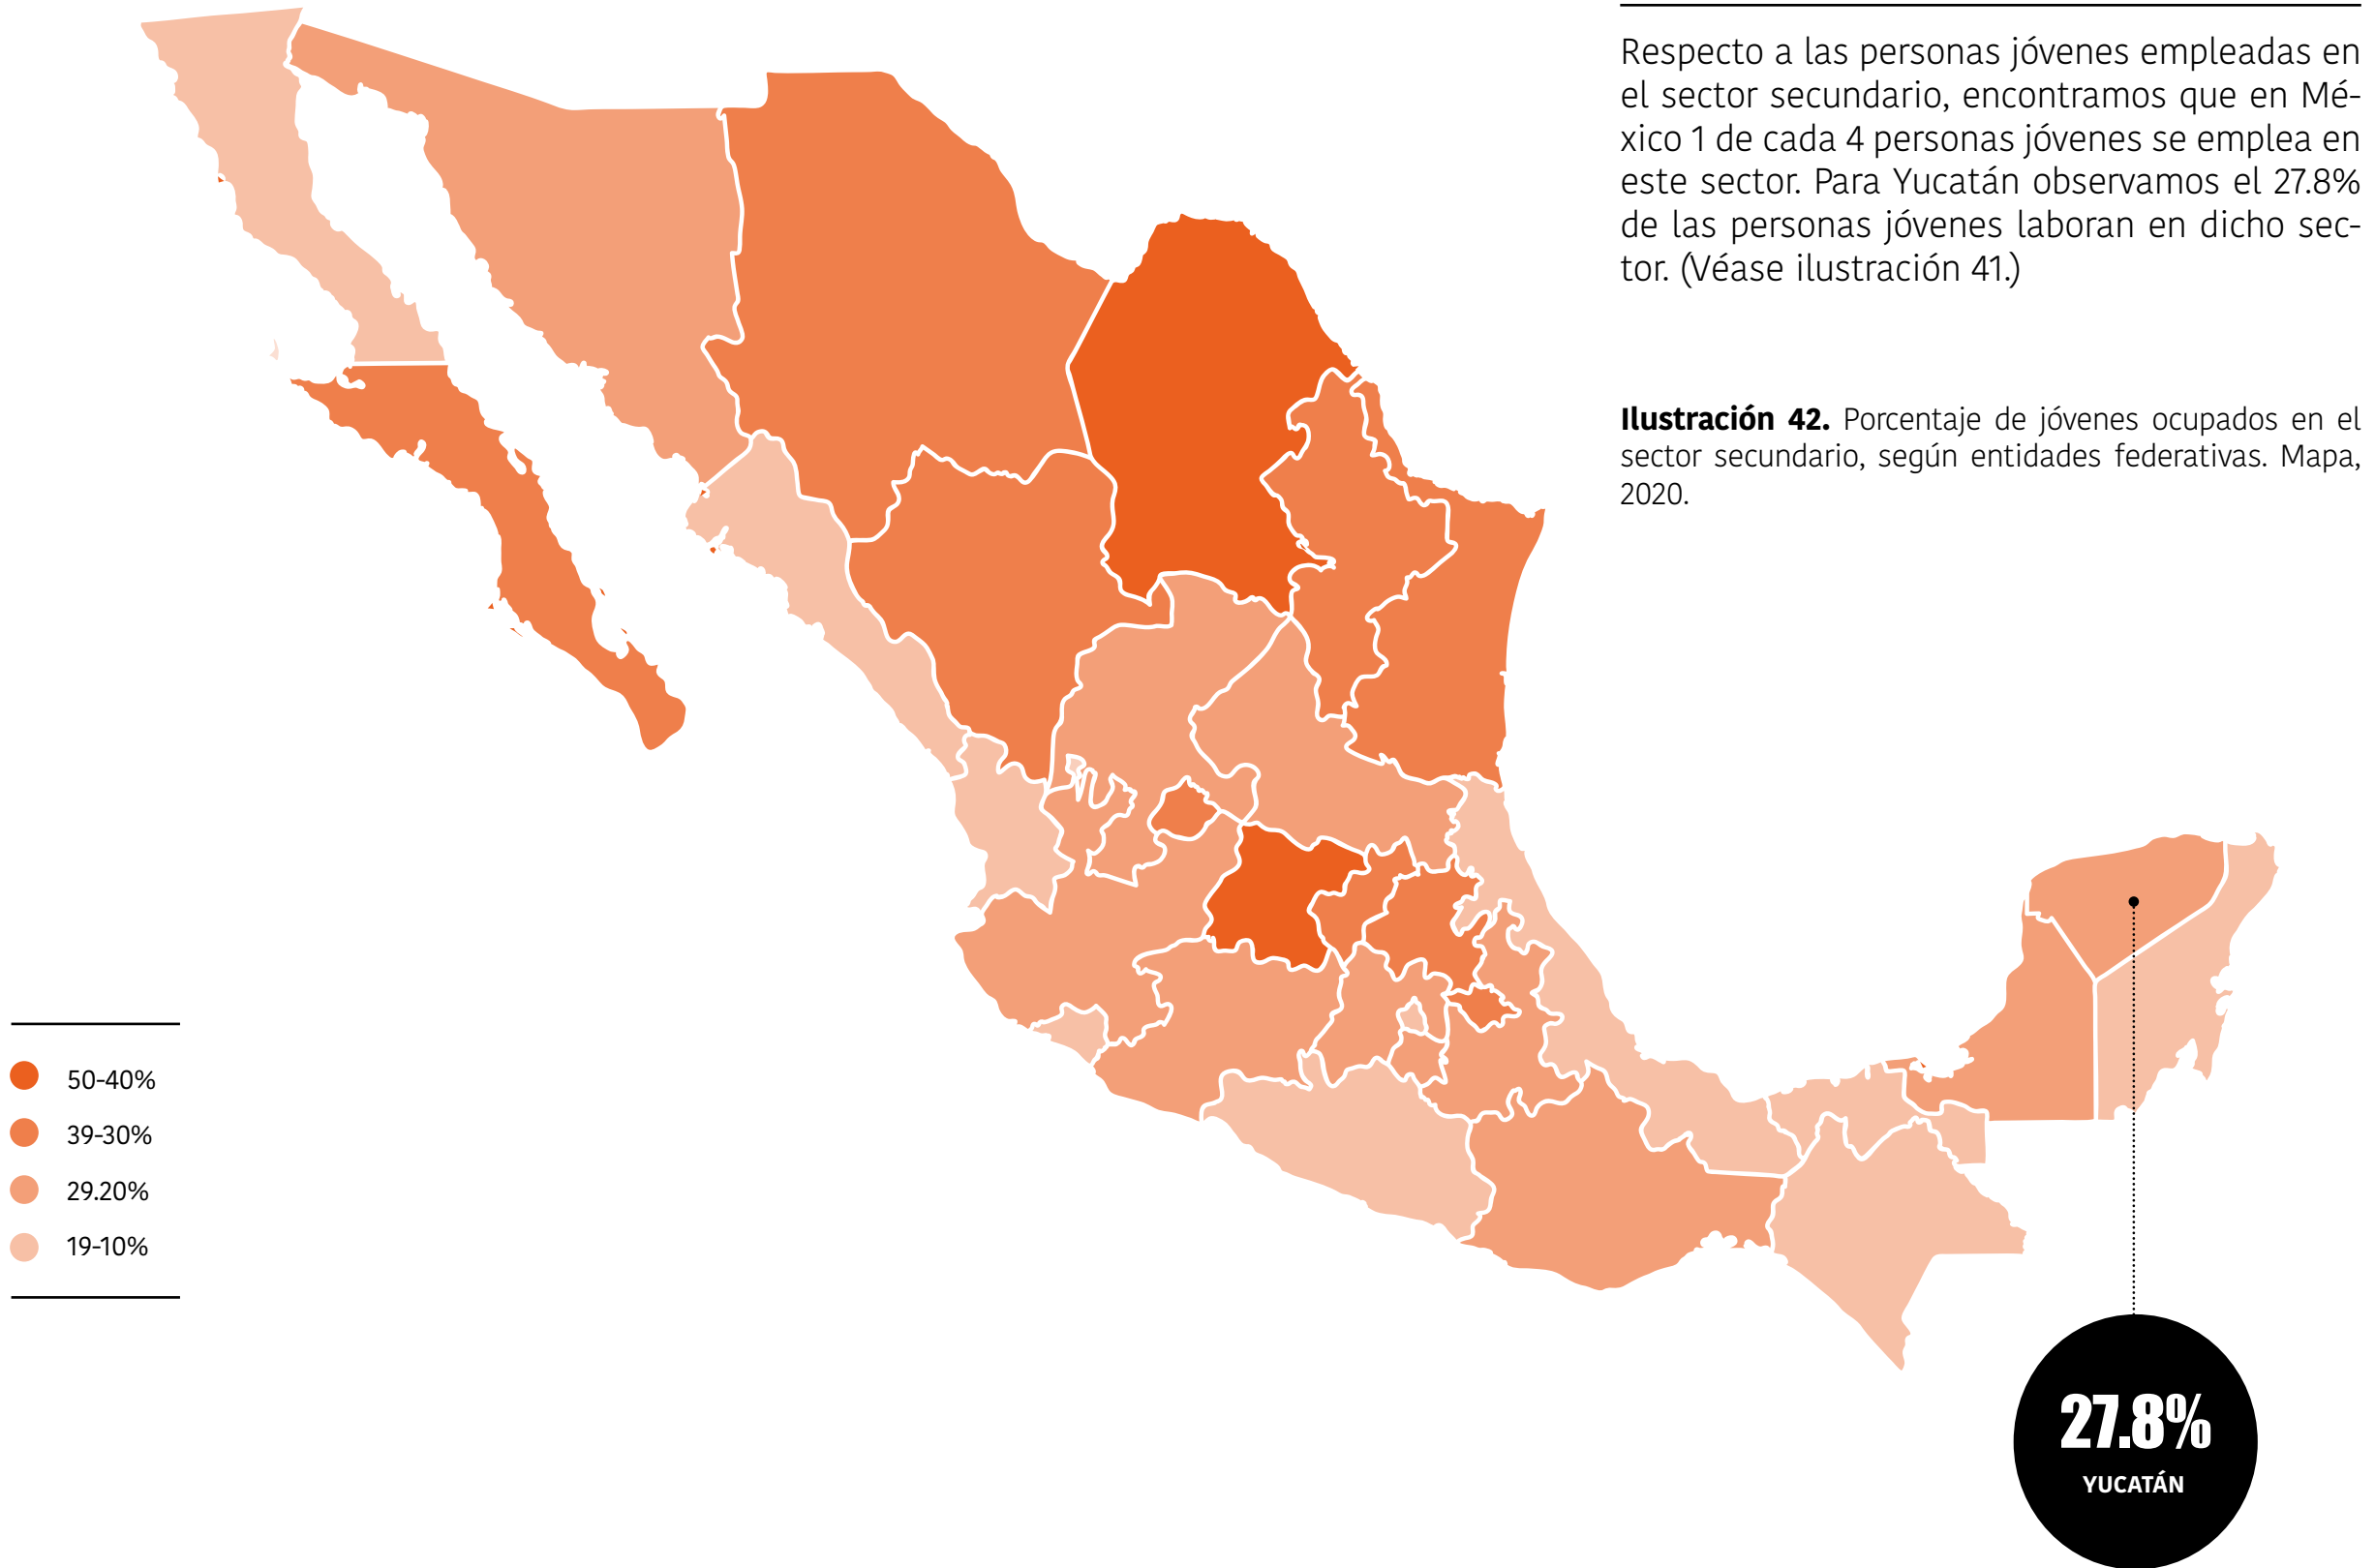 Respecto a las personas jóvenes empleadas en
el sector secundario, encontramos que en Mé-
xico 1 de cada 4 personas jóvenes se emplea en
este sector. Para Yucatán observamos el 27.8%
de las personas jóvenes laboran en dicho sec-
tor. (Véase ilustración 41.)
Ilustración 42. Porcentaje de jóvenes ocupados en el
sector secundario, según entidades federativas. Mapa,
2020.
50-40%
39-30%
29.20%
19-10%
27.8%
YUCATÁN